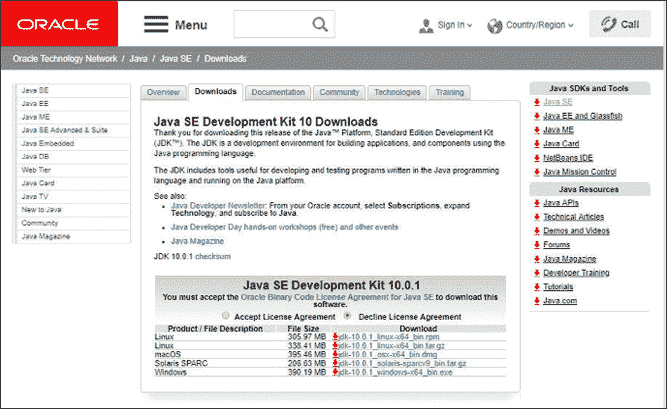 ORACLE
Menu
Sign In
Country/Region
Call
Oracle Technology Network / Java / Java SE / Downloads
Java SE
Java EE
Java ME
Java SE Advanced & Suite
Java Embedded
Java DB
Web Tier
Java Card
Java TV
New to Java
Community
Java Magazine
Overview
Downloads
Documentation
Community
Technologies
Training
Java SE Development Kit 10 Downloads
Thank you for downloading this release of the Java™ Platform, Standard Edition Development Kit
(JDK™). The JDK is a development environment for building applications, and components using the
Java programming language.
The JDK includes tools useful for developing and testing programs written in the Java programming
language and running on the Java platform.
See also:
• Java Developer Newsletter: From your Oracle account, select Subscriptions, expand
Technology, and subscribe to Java.
• Java Developer Day hands-on workshops (free) and other events
• Java Magazine
JDK 10.0.1 checksum
Java SE Development Kit 10.0.1
You must accept the Oracle Binary Code License Agreement for Java SE to download this
software.
Accept License Agreement Decline License Agreement
Product / File Description File Size Download
Linux 305.97 MB jdk-10.0.1_linux-x64_bin.rpm
Linux 338.41 MB jdk-10.0.1_linux-x64_bin.tar.gz
macOS 395.46 MB jdk-10.0.1_osx-x64_bin.dmg
Solaris SPARC 206.63 MB jdk-10.0.1_solaris-sparcv9_bin.tar.gz
Windows 390.19 MB jdk-10.0.1_windows-x64_bin.exe
Java SDKs and Tools
Java SE
Java EE and Glassfish
Java ME
Java Card
NetBeans IDE
Java Mission Control
Java Resources
Java APIs
Technical Articles
Demos and Videos
Forums
Java Magazine
Developer Training
Tutorials
Java.com